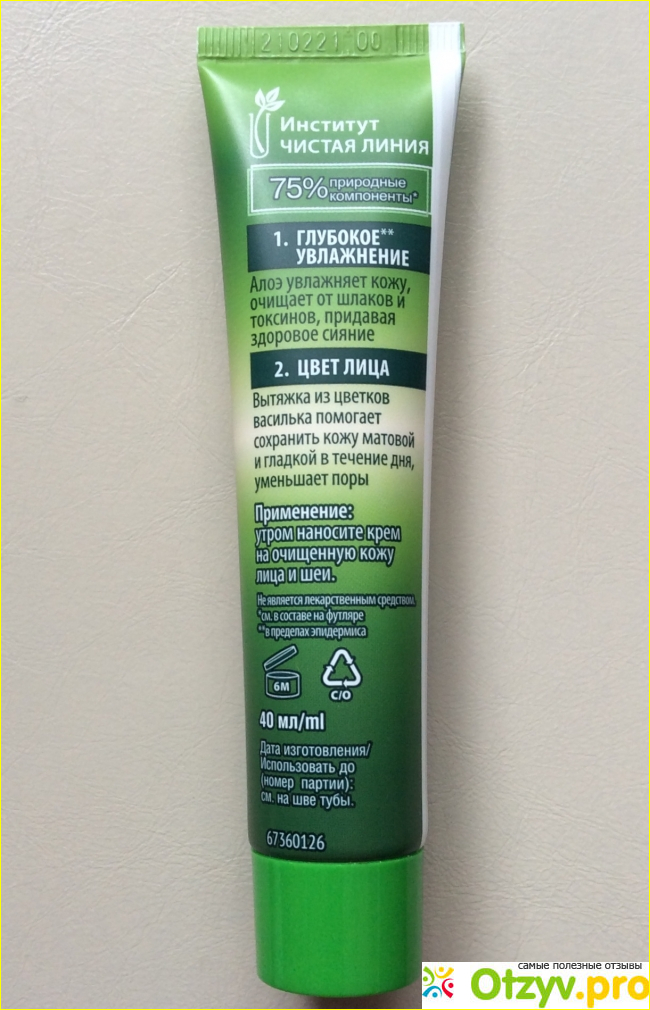 210221 00
Институт
ЧИСТАЯ ЛИНИЯ
75% природные
компоненты*
1. ГЛУБОКОЕ**
УВЛАЖНЕНИЕ
Алоэ увлажняет кожу,
очищает от шлаков и
токсинов, придавая
здоровое сияние
2. ЦВЕТ ЛИЦА
Вытяжка из цветков
василька помогает
сохранить кожу матовой
и гладкой в течение дня,
уменьшает поры
Применение:
утром наносите крем
на очищенную кожу
лица и шеи.
Не является лекарственным средством.
*см. в составе на футляре
**в пределах эпидермиса
6M
C/O
40 мл/ml
Дата изготовления/
Использовать до
(номер партии):
см. на шве тубы.
67360126
самые полезные отзывы
Otzyv.pro